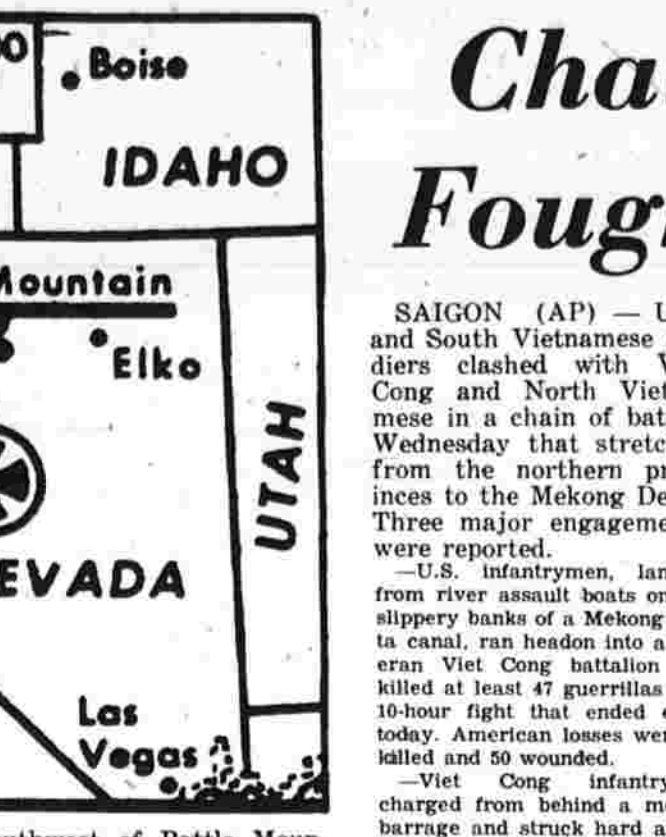 Boise
IDAHO
Mountain
Elko
UTAH
EVADA
Las
Vegas
Cha
Foug
SAIGON (AP) —
and South Vietnamese
diers clashed with
Cong and North Viet
mese in a chain of bat
Wednesday that stretc
from the northern pr
inces to the Mekong De
Three major engageme
were reported.
—U.S. infantrymen, lan
from river assault boats on
slippery banks of a Mekong
ta canal, ran headon into a
eran Viet Cong battalion
killed at least 47 guerrillas
10-hour fight that ended
today. American losses wer
killed and 50 wounded.
—Viet Cong infantry
charged from behind a m
barrage and struck hard a
of Battle Moun